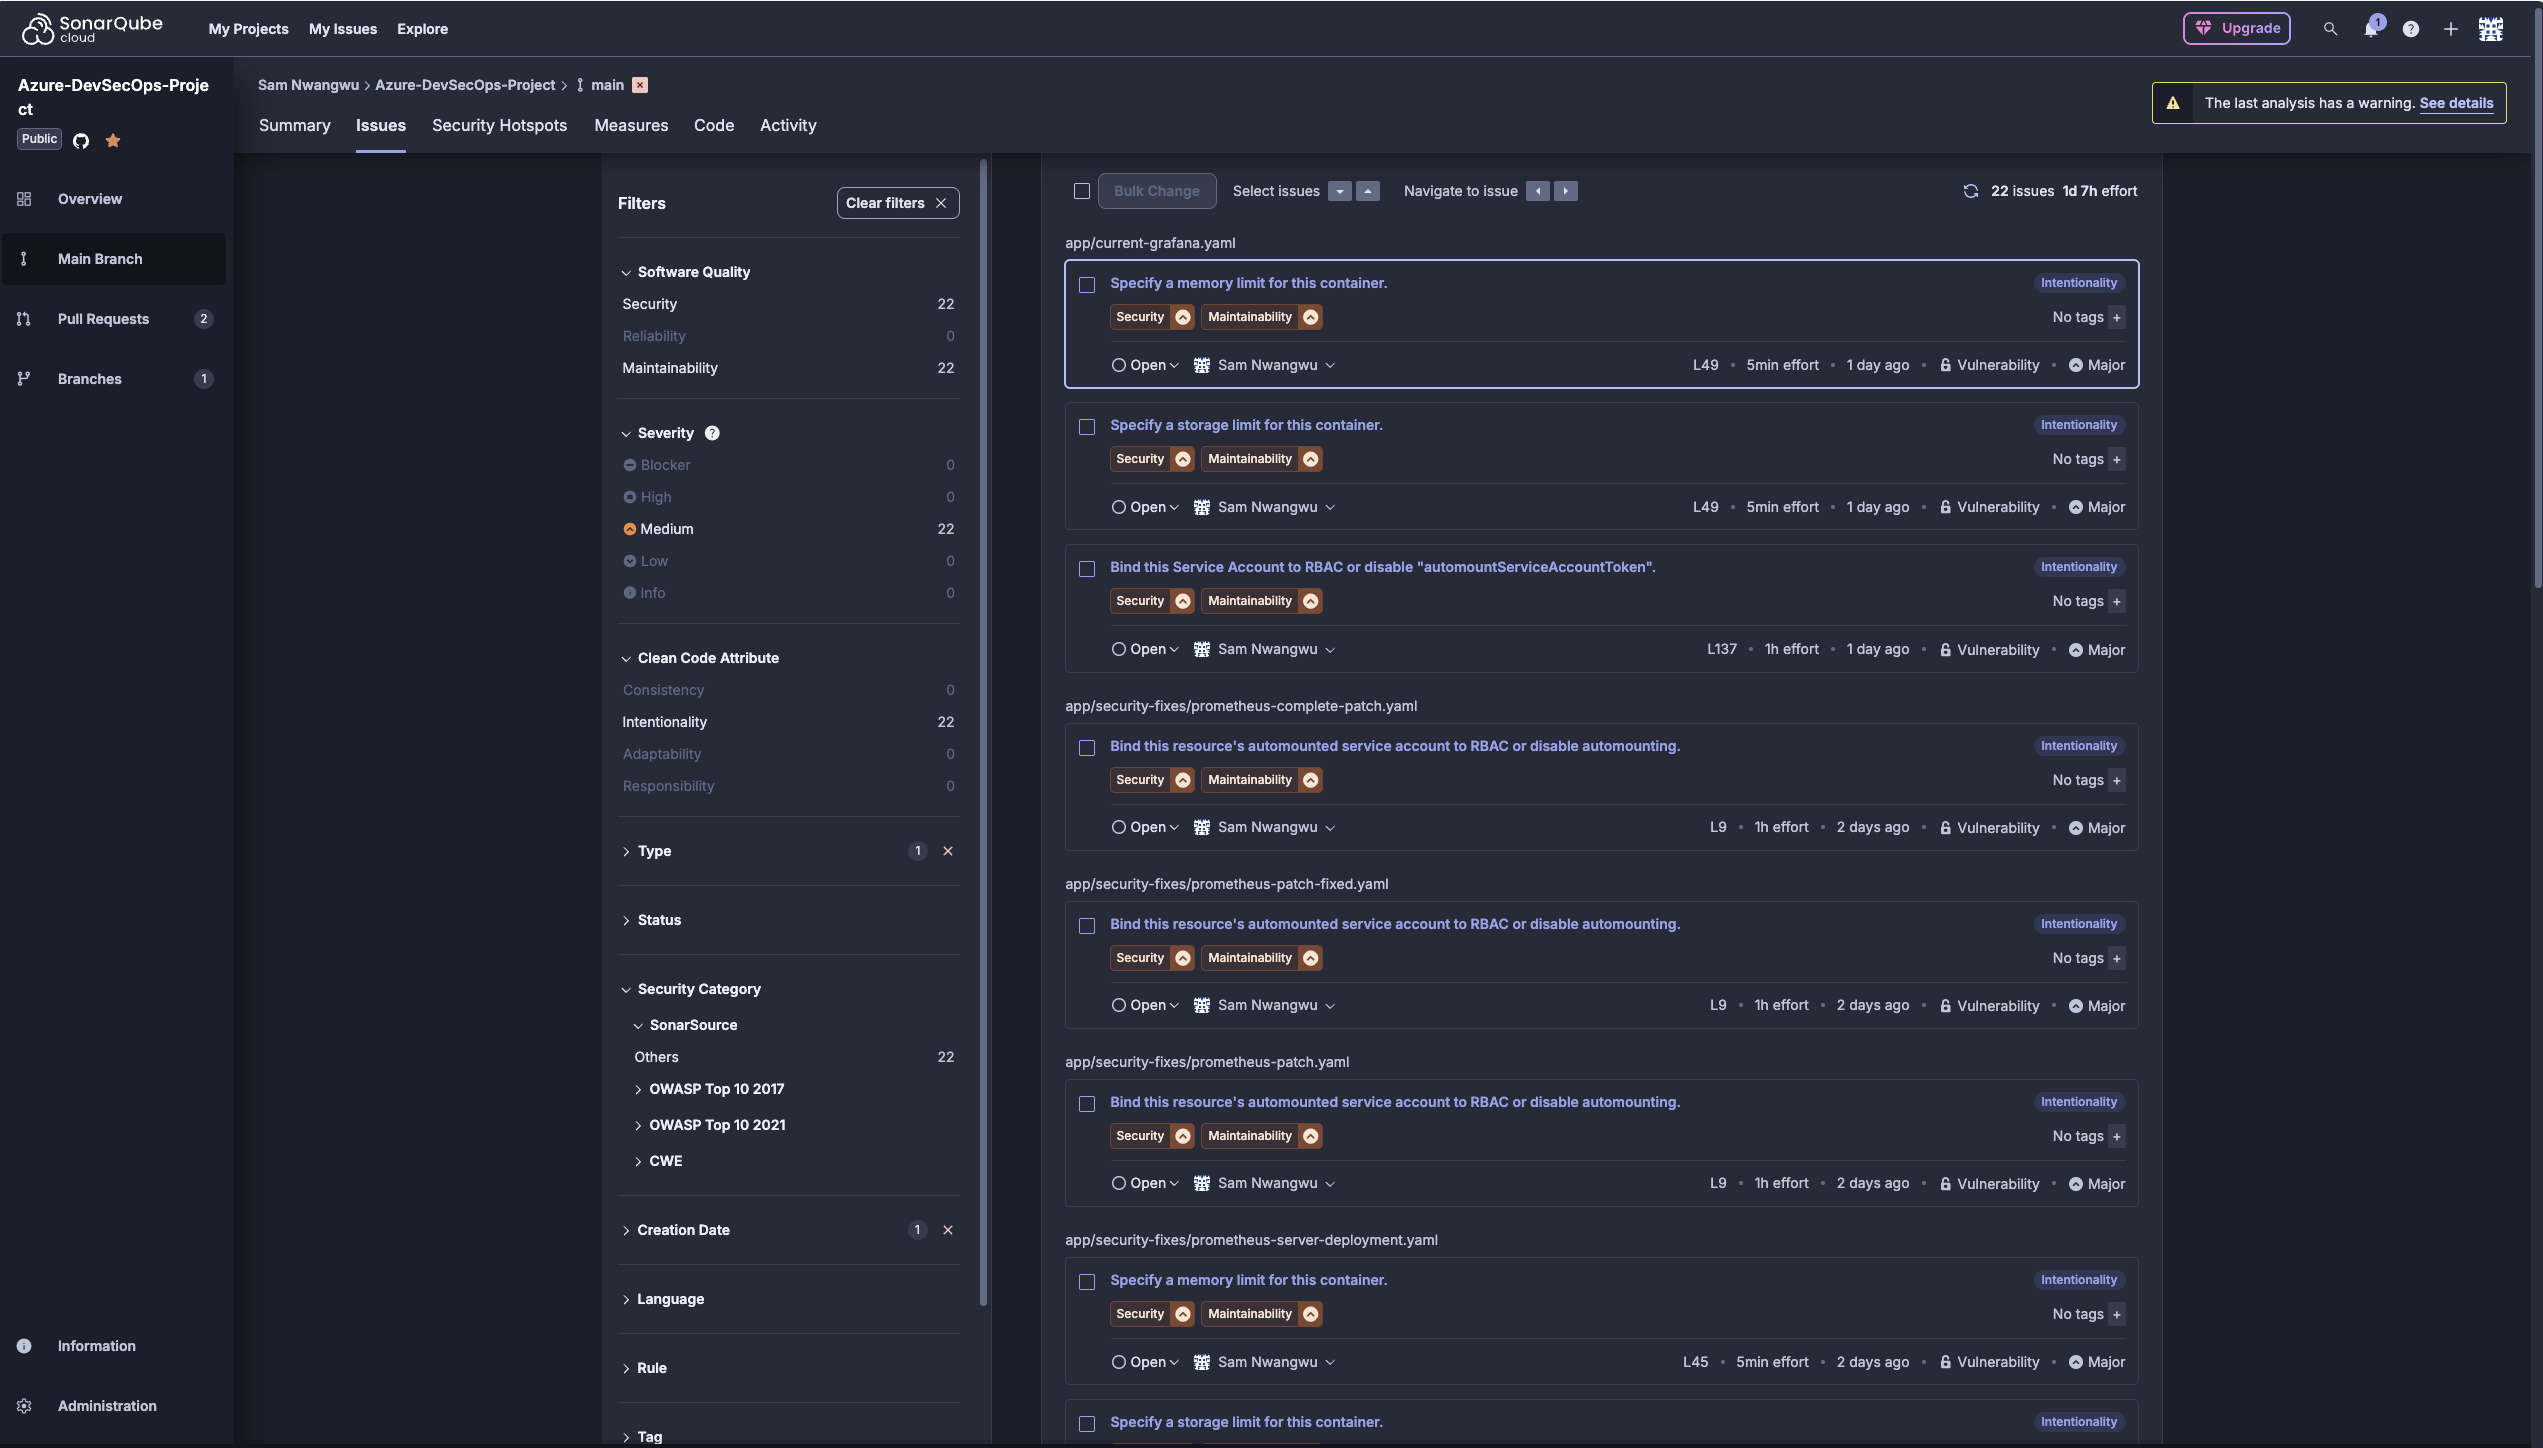 SonarQube cloud
My Projects My Issues Explore
Upgrade
1
Azure-DevSecOps-Proje
ct
Public
Overview
Main Branch
Pull Requests 2
Branches 1
Information
Administration
Sam Nwangwu > Azure-DevSecOps-Project > main
Summary Issues Security Hotspots Measures Code Activity
The last analysis has a warning. See details
Filters
Clear filters
Software Quality
Security 22
Reliability 0
Maintainability 22
Severity ?
Blocker 0
High 0
Medium 22
Low 0
Info 0
Clean Code Attribute
Consistency 0
Intentionality 22
Adaptability 0
Responsibility 0
Type 1
Status
Security Category
SonarSource
Others 22
OWASP Top 10 2017
OWASP Top 10 2021
CWE
Creation Date 1
Language
Rule
Tag
Bulk Change Select issues Navigate to issue 22 issues 1d 7h effort
app/current-grafana.yaml
Specify a memory limit for this container. Intentionality
Security Maintainability No tags +
Open Sam Nwangwu L49 • 5min effort • 1 day ago • Vulnerability • Major
Specify a storage limit for this container. Intentionality
Security Maintainability No tags +
Open Sam Nwangwu L49 • 5min effort • 1 day ago • Vulnerability • Major
Bind this Service Account to RBAC or disable "automountServiceAccountToken". Intentionality
Security Maintainability No tags +
Open Sam Nwangwu L137 • 1h effort • 1 day ago • Vulnerability • Major
app/security-fixes/prometheus-complete-patch.yaml
Bind this resource's automounted service account to RBAC or disable automounting. Intentionality
Security Maintainability No tags +
Open Sam Nwangwu L9 • 1h effort • 2 days ago • Vulnerability • Major
app/security-fixes/prometheus-patch-fixed.yaml
Bind this resource's automounted service account to RBAC or disable automounting. Intentionality
Security Maintainability No tags +
Open Sam Nwangwu L9 • 1h effort • 2 days ago • Vulnerability • Major
app/security-fixes/prometheus-patch.yaml
Bind this resource's automounted service account to RBAC or disable automounting. Intentionality
Security Maintainability No tags +
Open Sam Nwangwu L9 • 1h effort • 2 days ago • Vulnerability • Major
app/security-fixes/prometheus-server-deployment.yaml
Specify a memory limit for this container. Intentionality
Security Maintainability No tags +
Open Sam Nwangwu L45 • 5min effort • 2 days ago • Vulnerability • Major
Specify a storage limit for this container. Intentionality